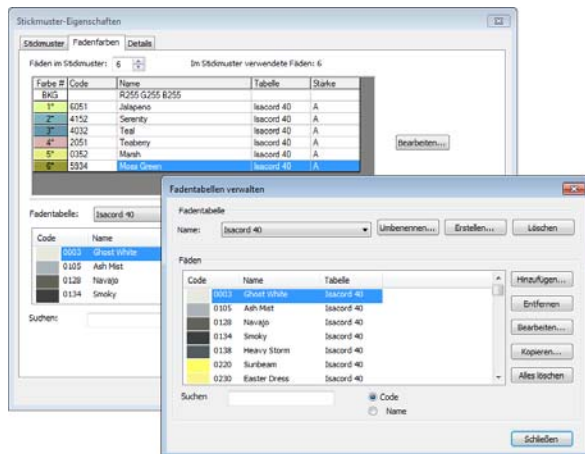 Stickmuster-Eigenschaften
Stickmuster Fadenfarben Details
Fäden im Stickmuster: 6 Im Stickmuster verwendete Fäden: 6
Farbe # Code Name Tabelle Stärke
BKG R255 G255 B255
1* 6051 Jalapeno Isacord 40 A
2* 4152 Serenity Isacord 40 A
3* 4032 Teal Isacord 40 A
4* 2051 Teaberry Isacord 40 A
5* 0352 Marsh Isacord 40 A
6* 5934 Moss Green Isacord 40 A
Bearbeiten...
Fadentabelle: Isacord 40
Code Name
0003 Ghost White
0105 Ash Mist
0128 Navajo
0134 Smoky
Suchen:
Fadentabellen verwalten
Fadentabelle
Name: Isacord 40 Umbenennen... Erstellen... Löschen
Fäden
Code Name Tabelle
0003 Ghost White Isacord 40
0105 Ash Mist Isacord 40
0128 Navajo Isacord 40
0134 Smoky Isacord 40
0138 Heavy Storm Isacord 40
0220 Sunbeam Isacord 40
0230 Easter Dress Isacord 40
Hinzufügen...
Entfernen
Bearbeiten...
Kopieren...
Alles löschen
Suchen Code
Name
Schließen